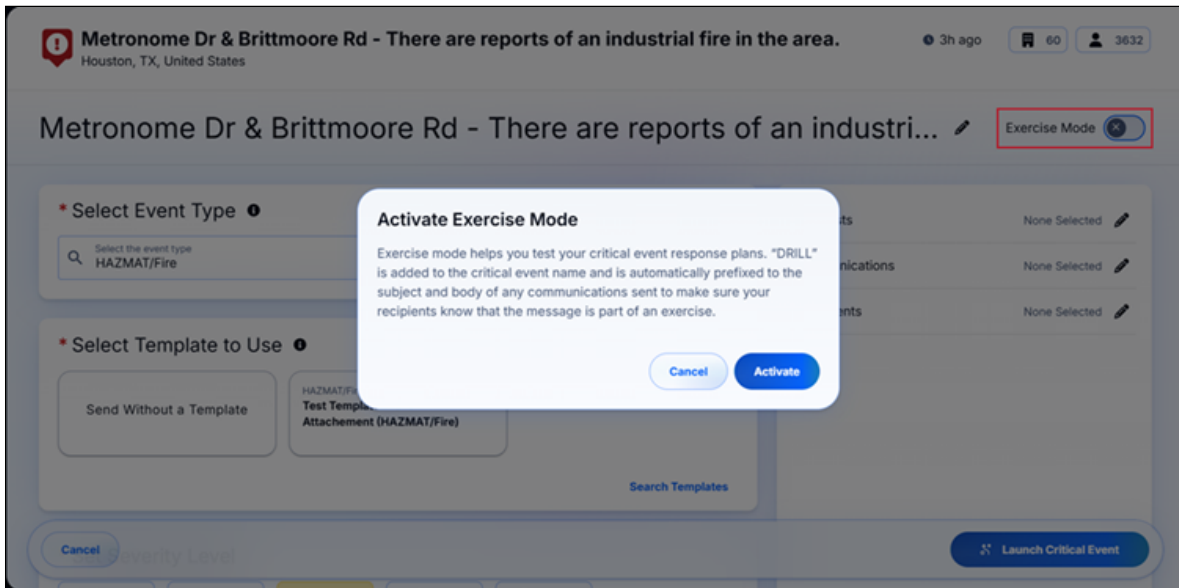 Metronome Dr & Brittmoore Rd - There are reports of an industrial fire in the area.
Houston, TX, United States
3h ago
60
3632
Metronome Dr & Brittmoore Rd - There are reports of an industri...
Exercise Mode
* Select Event Type
Select the event type
HAZMAT/Fire
Activate Exercise Mode
Exercise mode helps you test your critical event response plans. “DRILL”
is added to the critical event name and is automatically prefixed to the
subject and body of any communications sent to make sure your
recipients know that the message is part of an exercise.
Cancel
Activate
None Selected
None Selected
None Selected
* Select Template to Use
Send Without a Template
Test
Attachement (HAZMAT/Fire)
Search Templates
Cancel
Severity Level
Launch Critical Event